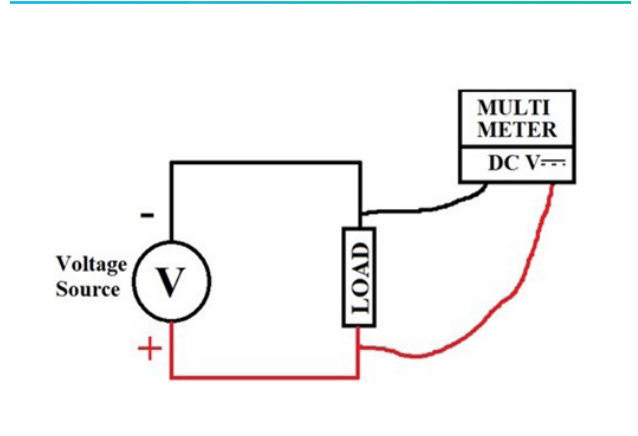 MULTI
METER
DC V⎓
-
Voltage
Source
V
LOAD
+